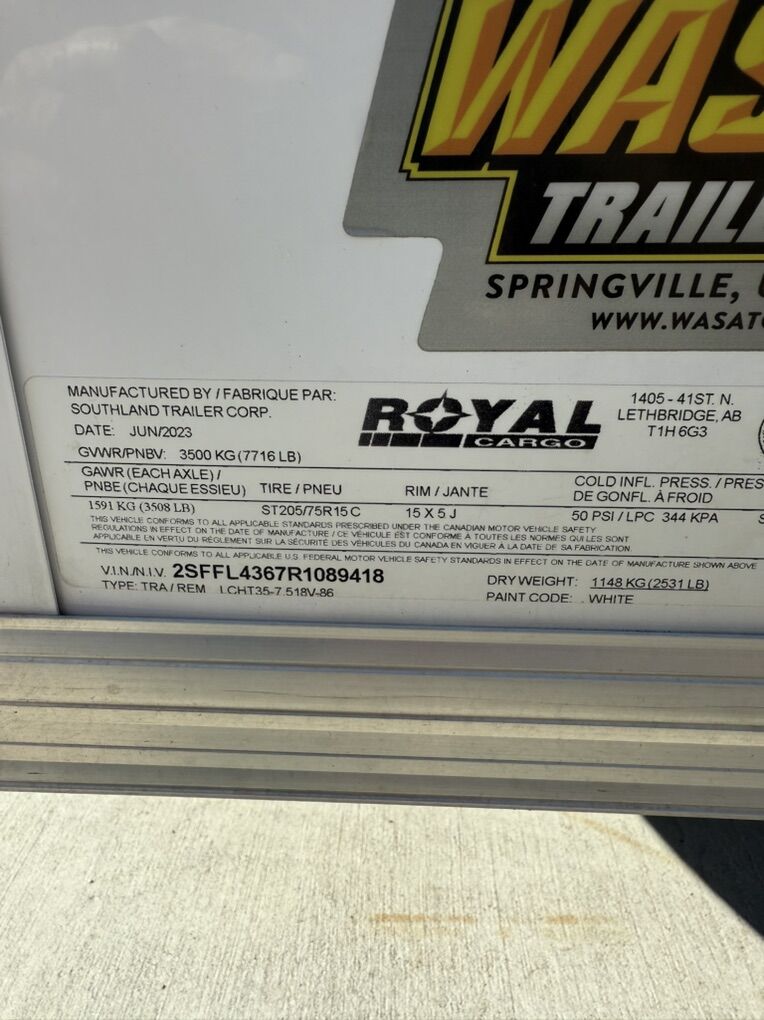 WAS
TRAIL
SPRINGVILLE,
WWW.WASATC
MANUFACTURED BY / FABRIQUE PAR:
SOUTHLAND TRAILER CORP.
DATE: JUN/2023
ROYAL
CARGO
1405 - 41ST. N.
LETHBRIDGE, AB
T1H 6G3
GVWR/PNBV: 3500 KG (7716 LB)
GAWR (EACH AXLE) /
PNBE (CHAQUE ESSIEU) TIRE / PNEU RIM / JANTE COLD INFL. PRESS. / PRES
DE GONFL. À FROID
1591 KG (3508 LB) ST205/75R15 C 15 X 5 J 50 PSI / LPC 344 KPA S
THIS VEHICLE CONFORMS TO ALL APPLICABLE STANDARDS PRESCRIBED UNDER THE CANADIAN MOTOR VEHICLE SAFETY
REGULATIONS IN EFFECT ON THE DATE OF MANUFACTURE / CE VÉHICULE EST CONFORME À TOUTES LES NORMES QUI LES SONT
APPLICABLE EN VERTU DU RÉGLEMENT SUR LA SÉCURITÉ DES VÉHICULES DU CANADA EN VIGUER À LA DATE DE SA FABRICATION
THIS VEHICLE CONFORMS TO ALL APPLICABLE U.S. FEDERAL MOTOR VEHICLE SAFETY STANDARDS IN EFFECT ON THE DATE OF MANUFACTURE SHOWN ABOVE
V.I.N./N.I.V. 2SFFL4367R1089418 DRY WEIGHT: 1148 KG (2531 LB)
TYPE: TRA / REM LCHT35-7.518V-86 PAINT CODE: WHITE